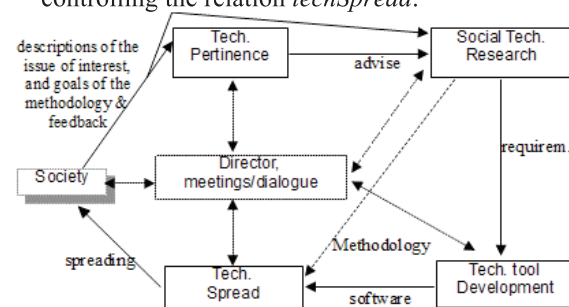 controlling the relation techSpread.
descriptions of the
issue of interest,
and goals of the
methodology &
feedback
Tech.
Pertinence
advise
Social Tech.
Research
requirem.
Society
Director,
meetings/dialogue
Methodology
spreading
Tech.
Spread
software
Tech. tool
Development